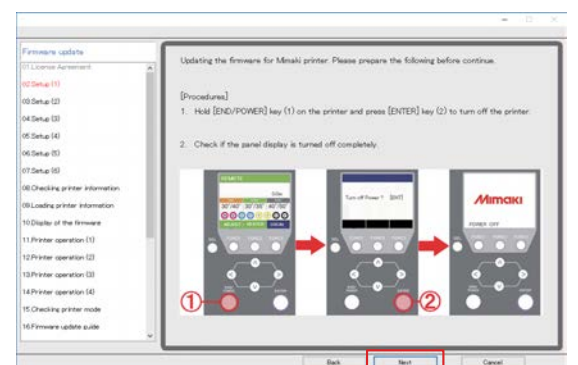 Firmware update
01.License Agreement
02.Setup (1)
03.Setup (2)
04.Setup (3)
05.Setup (4)
06.Setup (5)
07.Setup (6)
08.Checking printer information
09.Loading printer information
10.Display of the firmware
11.Printer operation (1)
12.Printer operation (2)
13.Printer operation (3)
14.Printer operation (4)
15.Checking printer mode
16.Firmware update guide
Updating the firmware for Mimaki printer. Please prepare the following before continue.
[Procedures]
1. Hold [END/POWER] key (1) on the printer and press [ENTER] key (2) to turn off the printer.
2. Check if the panel display is turned off completely.
REMOTE
Turn off Power ? [ENT]
Mimaki
POWER OFF
①
②
Back
Next
Cancel